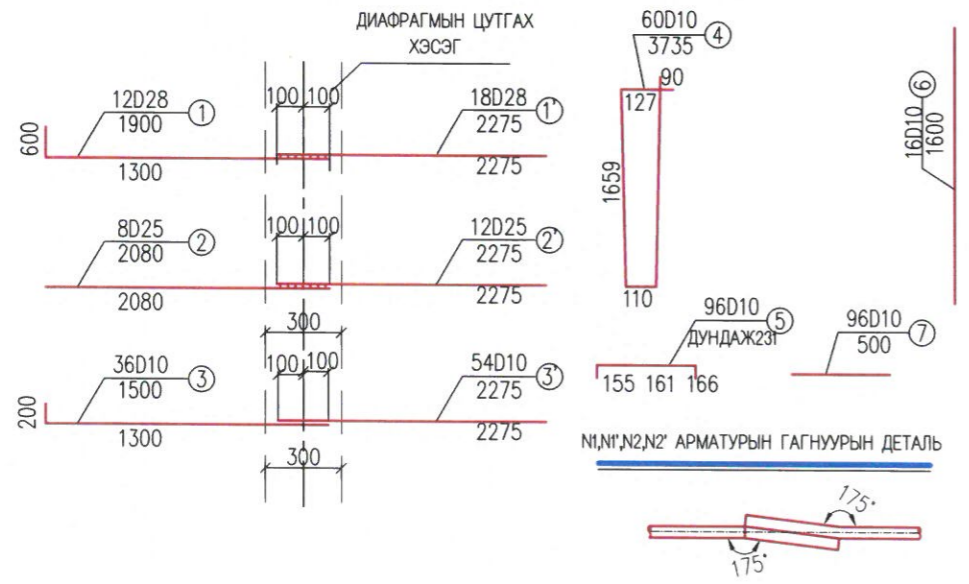 ДИАФРАГМЫН ЦУТГАХ
ХЭСЭГ
12D28
1900
1
600
1300
100 100
18D28
2275
1'
2275
8D25
2080
2
2080
100 100
12D25
2275
2'
2275
300
36D10
1500
3
200
1300
100 100
54D10
2275
3'
2275
300
60D10
3735
4
90
127
1659
110
16D10
1600
6
96D10
5
ДУНДАЖ231
155 161 166
96D10
500
7
N1,N1',N2,N2' АРМАТУРЫН ГАГНУУРЫН ДЕТАЛЬ
175°
175°